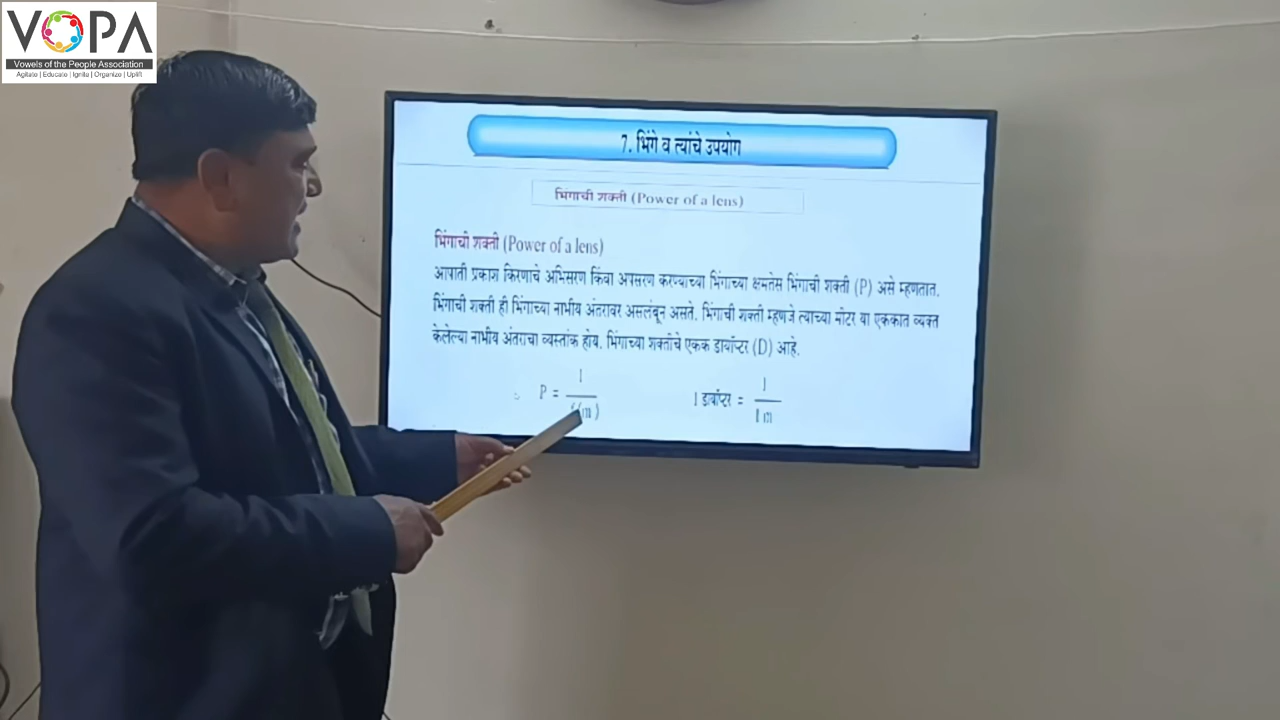 VOPA
Vowels of the People Association
Agitate | Educate | Ignite | Organize | Uplift
7. भिंगे व त्यांचे उपयोग
भिंगाची शक्ती (Power of a lens)
भिंगाची शक्ती (Power of a lens)
आपाती प्रकाश किरणाचे अभिसरण किंवा अपसरण करण्याच्या भिंगाच्या क्षमतेस भिंगाची शक्ती (P) असे म्हणतात.
भिंगाची शक्ती ही भिंगाच्या नाभीय अंतरावर असलंबून असते. भिंगाची शक्ती म्हणजे त्याच्या मीटर या एककात व्यक्त
केलेल्या नाभीय अंतराचा व्यस्तांक होय. भिंगाच्या शक्तीचे एकक डायॉप्टर (D) आहे.
P = 1 / (m)
1 डायॉप्टर = 1 / 1 m